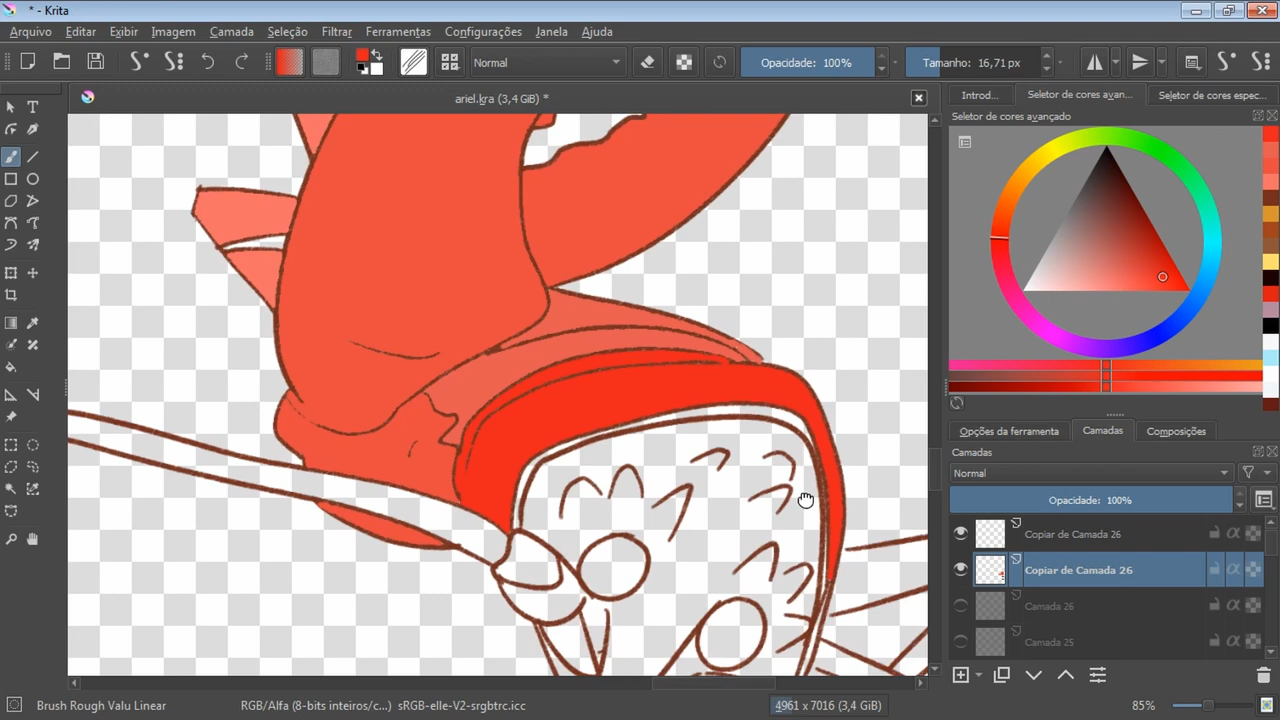 * - Krita
Arquivo Editar Exibir Imagem Camada Seleção Filtrar Ferramentas Configurações Janela Ajuda
Normal Opacidade: 100% Tamanho: 16,71 px
ariel.kra (3,4 GiB) *
Introd... Seletor de cores avan... Seletor de cores espec...
Seletor de cores avançado
Opções da ferramenta Camadas Composições
Camadas
Normal
Opacidade: 100%
Copiar de Camada 26
Copiar de Camada 26
Camada 26
Camada 25
Brush Rough Valu Linear RGB/Alfa (8-bits inteiros/c...) sRGB-elle-V2-srgbtrc.icc 4961 x 7016 (3,4 GiB) 85%